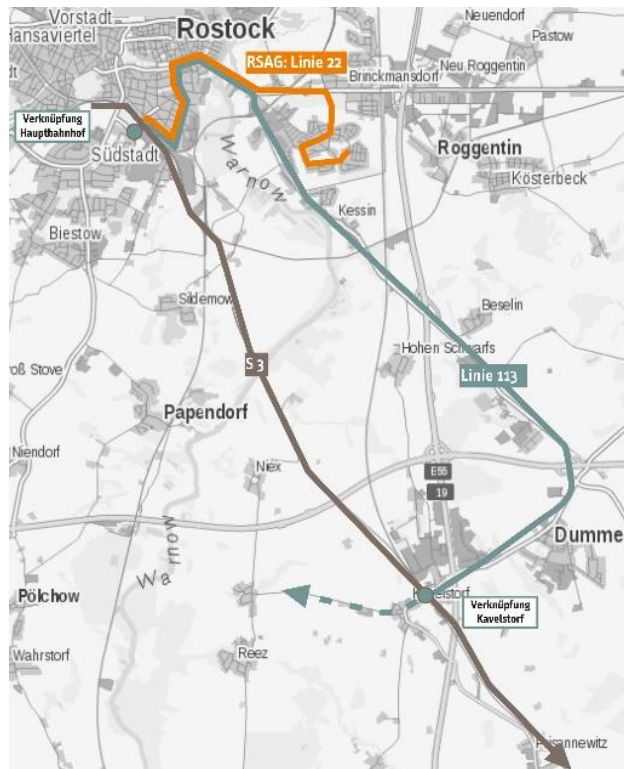 Vorstadt
Hansaviertel
Rostock
Neuendorf
Pastow
RSAG: Linie 22
Neu Roggentin
Brinckmansdorf
Verknüpfung
Hauptbahnhof
Südstadt
Roggentin
Kösterbeck
Warnow
Kessin
Biestow
Sildemow
Beselin
Hohen Schwarfs
oß Stove
S 3
Linie 113
Papendorf
Niendorf
Niex
E55
19
Dumme
Warnow
Pölchow
Verknüpfung
Kavelstorf
Wahrstorf
Reez